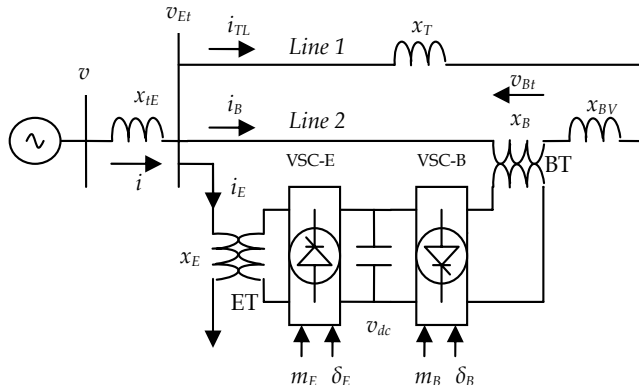 v_Et
i_TL
Line 1
x_T
v
x_tE
i_B
Line 2
v_Bt
x_B
x_BV
i
i_E
VSC-E
VSC-B
BT
x_E
ET
v_dc
m_E
δ_E
m_B
δ_B